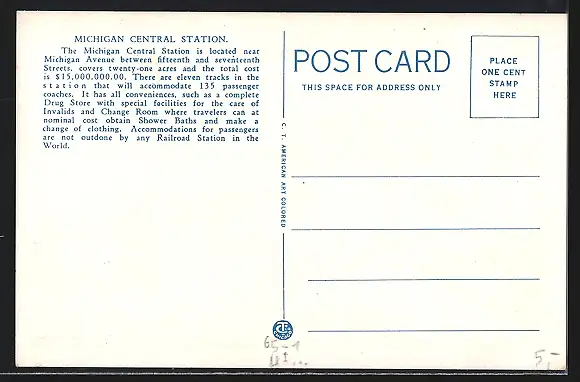 MICHIGAN CENTRAL STATION.
The Michigan Central Station is located near
Michigan Avenue between fifteenth and seventeenth
Streets, covers twenty-one acres and the total cost
is $15,000,000.00. There are eleven tracks in the
station that will accommodate 135 passenger
coaches. It has all conveniences, such as a complete
Drug Store with special facilities for the care of
Invalids and Change Room where travelers can at
nominal cost obtain Shower Baths and make a
change of clothing. Accommodations for passengers
are not outdone by any Railroad Station in the
World.
C. T. AMERICAN ART COLORED
POST CARD
THIS SPACE FOR ADDRESS ONLY
PLACE
ONE CENT
STAMP
HERE
65-1
5,-